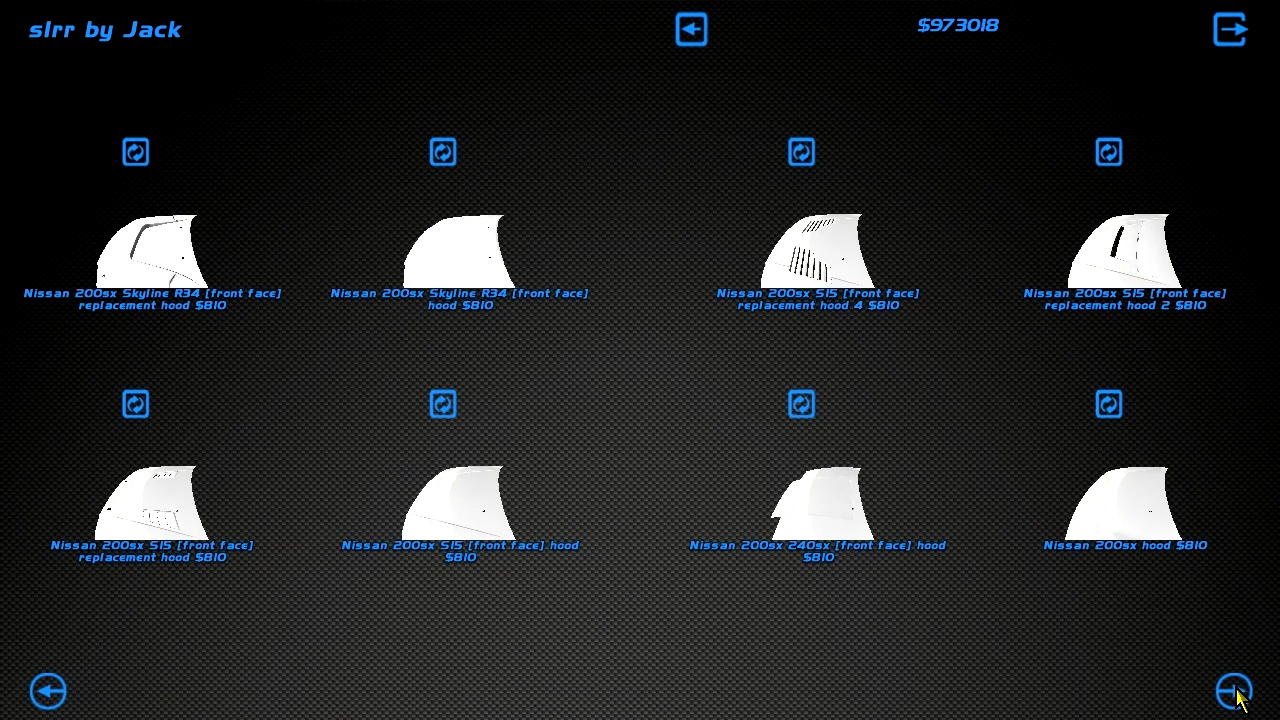 slrr by Jack
$973018
Nissan 200sx Skyline R34 [front face]
replacement hood $810
Nissan 200sx Skyline R34 [front face]
hood $810
Nissan 200sx S15 [front face]
replacement hood 4 $810
Nissan 200sx S15 [front face]
replacement hood 2 $810
Nissan 200sx S15 [front face]
replacement hood $810
Nissan 200sx S15 [front face] hood
$810
Nissan 200sx 240sx [front face] hood
$810
Nissan 200sx hood $810